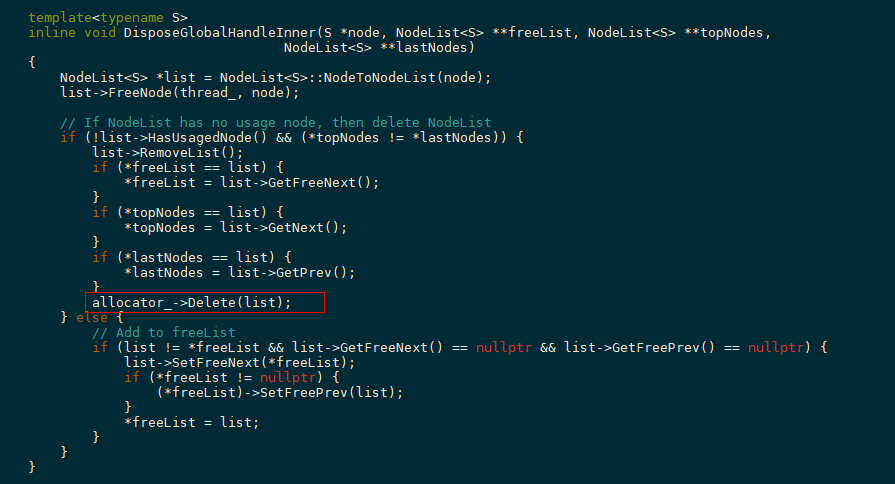 template<typename S>
inline void DisposeGlobalHandleInner(S *node, NodeList<S> **freeList, NodeList<S> **topNodes,
                                NodeList<S> **lastNodes)
{
    NodeList<S> *list = NodeList<S>::NodeToNodeList(node);
    list->FreeNode(thread_, node);

    // If NodeList has no usage node, then delete NodeList
    if (!list->HasUsagedNode() && (*topNodes != *lastNodes)) {
        list->RemoveList();
        if (*freeList == list) {
            *freeList = list->GetFreeNext();
        }
        if (*topNodes == list) {
            *topNodes = list->GetNext();
        }
        if (*lastNodes == list) {
            *lastNodes = list->GetPrev();
        }
        allocator_->Delete(list);
    } else {
        // Add to freeList
        if (list != *freeList && list->GetFreeNext() == nullptr && list->GetFreePrev() == nullptr) {
            list->SetFreeNext(*freeList);
            if (*freeList != nullptr) {
                (*freeList)->SetFreePrev(list);
            }
            *freeList = list;
        }
    }
}